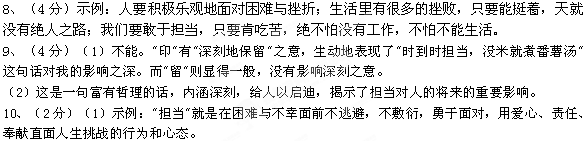 8、（4分）示例：人要积极乐观地面对困难与挫折；生活里有很多的挫败，只要能挺着，天就
没有绝人之路；我们要敢于担当，只要肯吃苦，绝不怕没有工作，不怕不能生活。
9、（4分）（1）不能。“印”有“深刻地保留”之意，生动地表现了“时到时担当，没米就煮番薯汤”
这句话对我的影响之深。而“留”则显得一般，没有影响深刻之意。
（2）这是一句富有哲理的话，内涵深刻，给人以启迪，揭示了担当对人的将来的重要影响。
10、（2分）（1）示例：“担当”就是在困难与不幸面前不逃避，不敷衍，勇于面对，用爱心、责任、
奉献直面人生挑战的行为和心态。